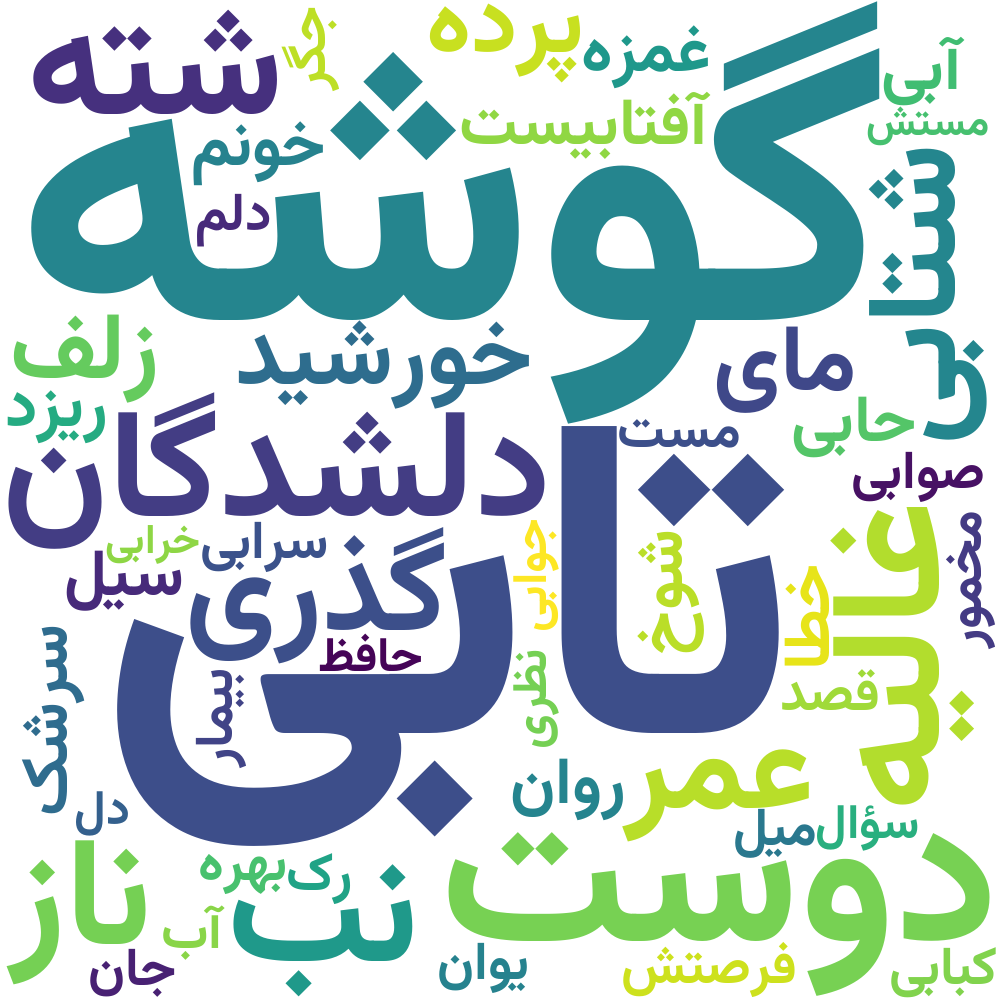 شته
جگر
پرده
غمزه
آبی
مستش
آفتابیست
خونم
دلم
گوشه
شتابی
زلف
ریزد
خورشید
مای
حابی
دلشدگان
مست
صوابی
تابی
خرابی
سرابی
سیل
گذری
جوابی
شوخ
خطا
غالیه
مخمور
حافظ
سرشک
بیمار
نظری
قصد
دل
روان
عمر
میل
سؤال
ناز
بهره
رک
نب
دوست
آب
جان
یوان
فرصتش
کبابی